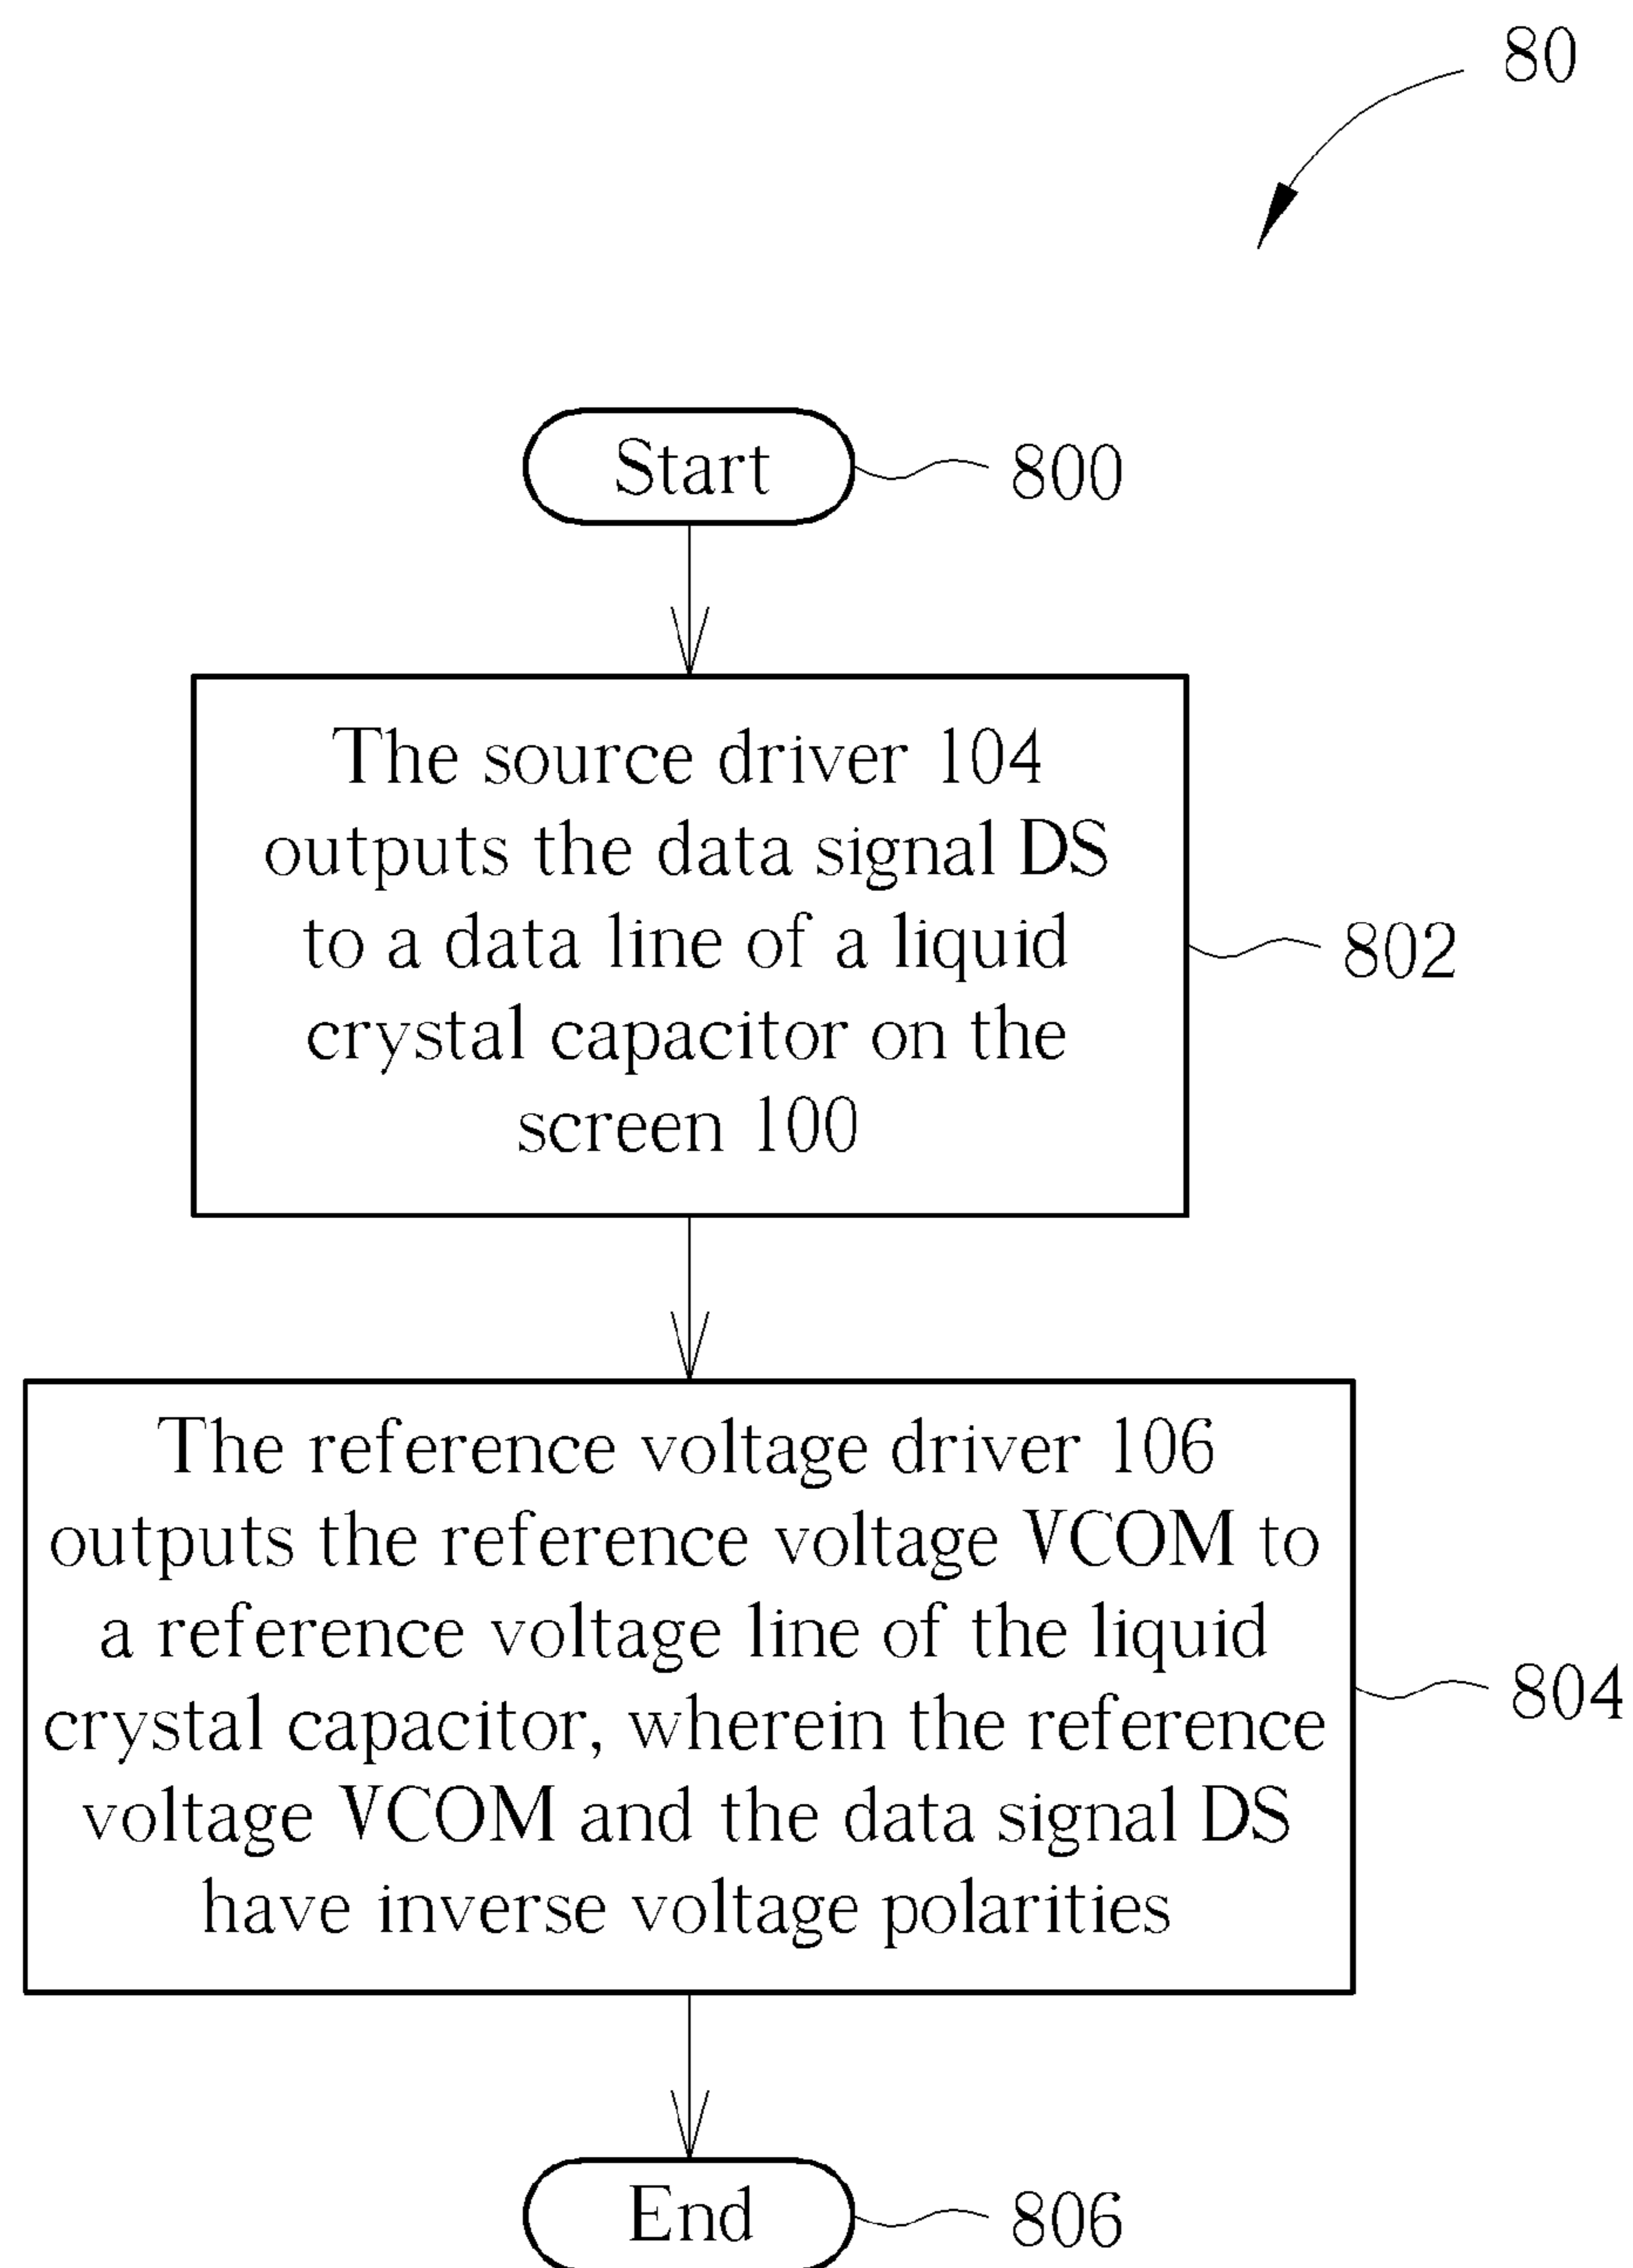 80
Start
800
The source driver 104
outputs the data signal DS
to a data line of a liquid
crystal capacitor on the
screen 100
802
The reference voltage driver 106
outputs the reference voltage VCOM to
a reference voltage line of the liquid
crystal capacitor, wherein the reference
voltage VCOM and the data signal DS
have inverse voltage polarities
804
End
806